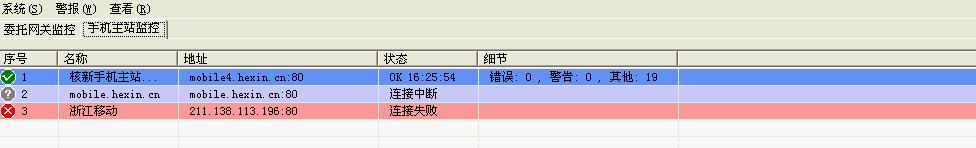 系统(S) 警报(W) 查看(R)
委托网关监控 手机主站监控
序号 名称 地址 状态 细节
1 核新手机主站... mobile4.hexin.cn:80 OK 16:25:54 错误: 0 , 警告: 0 , 其他: 19
2 mobile.hexin.cn mobile.hexin.cn:80 连接中断
3 浙江移动 211.138.113.196:80 连接失败